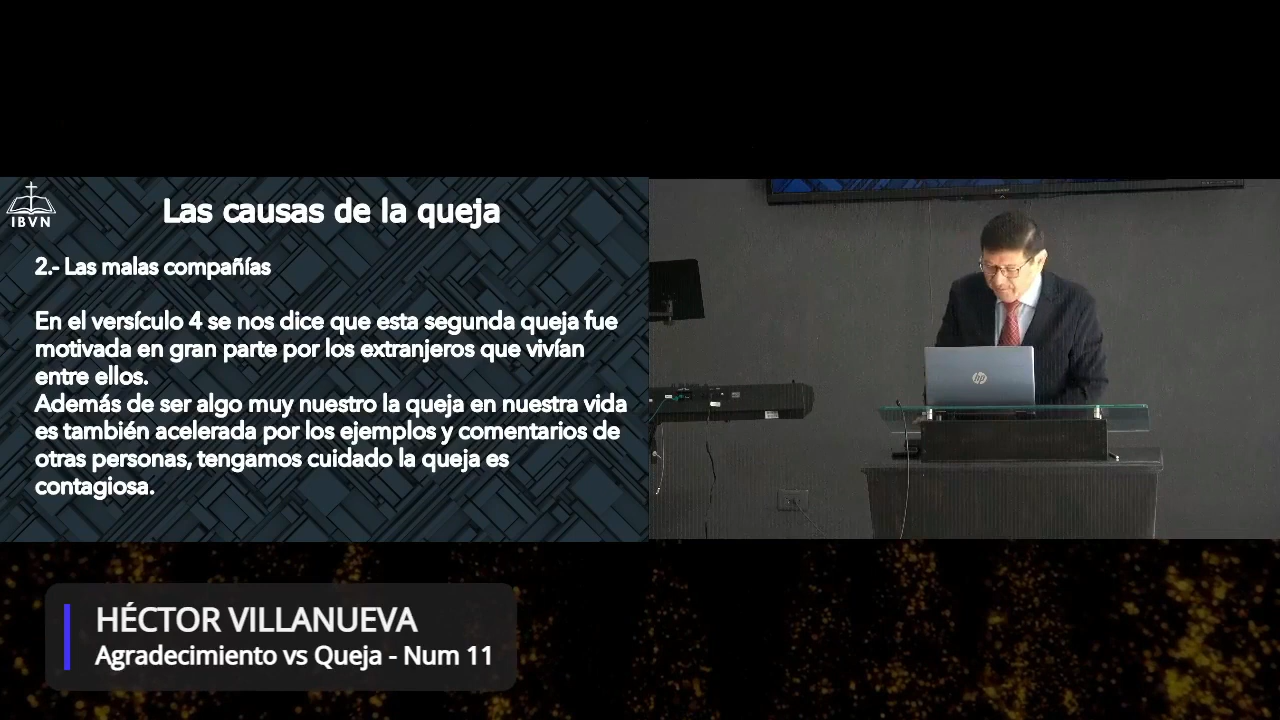 IBVN
Las causas de la queja
2.- Las malas compañías
En el versículo 4 se nos dice que esta segunda queja fue
motivada en gran parte por los extranjeros que vivían
entre ellos.
Además de ser algo muy nuestro la queja en nuestra vida
es también acelerada por los ejemplos y comentarios de
otras personas, tengamos cuidado la queja es
contagiosa.
hp
HÉCTOR VILLANUEVA
Agradecimiento vs Queja - Num 11